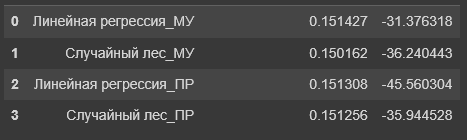 0 Линейная регрессия_МУ 0.151427 -31.376318
1 Случайный лес_МУ 0.150162 -36.240443
2 Линейная регрессия_ПР 0.151308 -45.560304
3 Случайный лес_ПР 0.151256 -35.944528